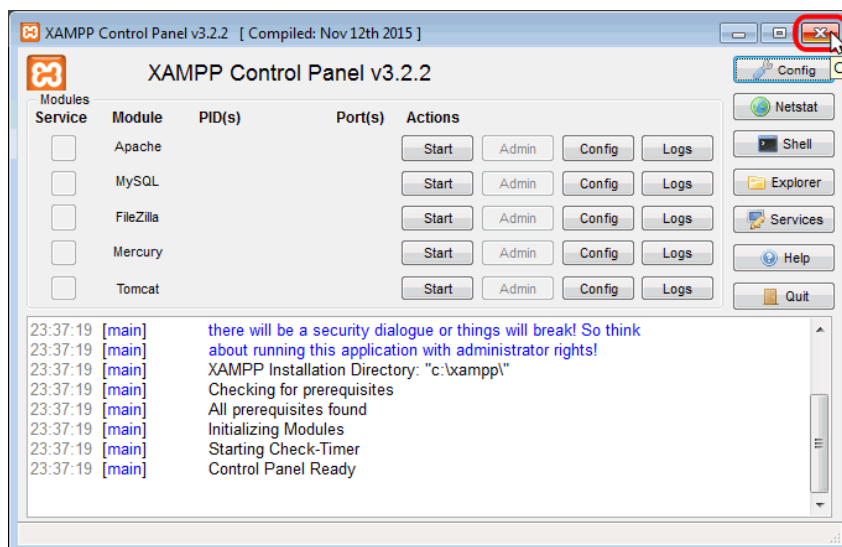 XAMPP Control Panel v3.2.2 [ Compiled: Nov 12th 2015 ]
XAMPP Control Panel v3.2.2
Config
C
Modules
Service Module PID(s) Port(s) Actions
Netstat
Apache Start Admin Config Logs
Shell
MySQL Start Admin Config Logs
Explorer
FileZilla Start Admin Config Logs
Services
Mercury Start Admin Config Logs
Help
Tomcat Start Admin Config Logs
Quit
23:37:19 [main] there will be a security dialogue or things will break! So think
23:37:19 [main] about running this application with administrator rights!
23:37:19 [main] XAMPP Installation Directory: "c:\xampp\"
23:37:19 [main] Checking for prerequisites
23:37:19 [main] All prerequisites found
23:37:19 [main] Initializing Modules
23:37:19 [main] Starting Check-Timer
23:37:19 [main] Control Panel Ready